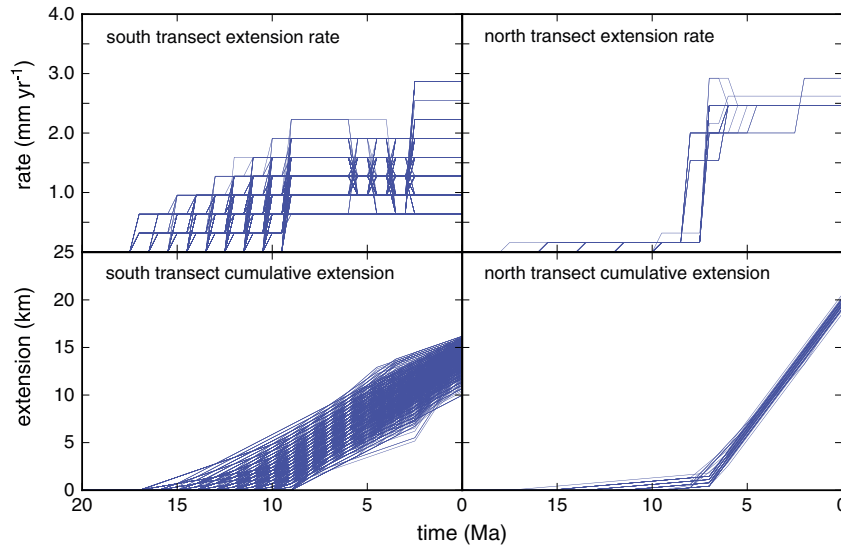 south transect extension rate
north transect extension rate
4.0
3.0
2.0
1.0
rate (mm yr-1)
south transect cumulative extension
north transect cumulative extension
25
20
15
10
5
0
extension (km)
20 15 10 5 0 15 10 5 0
time (Ma)